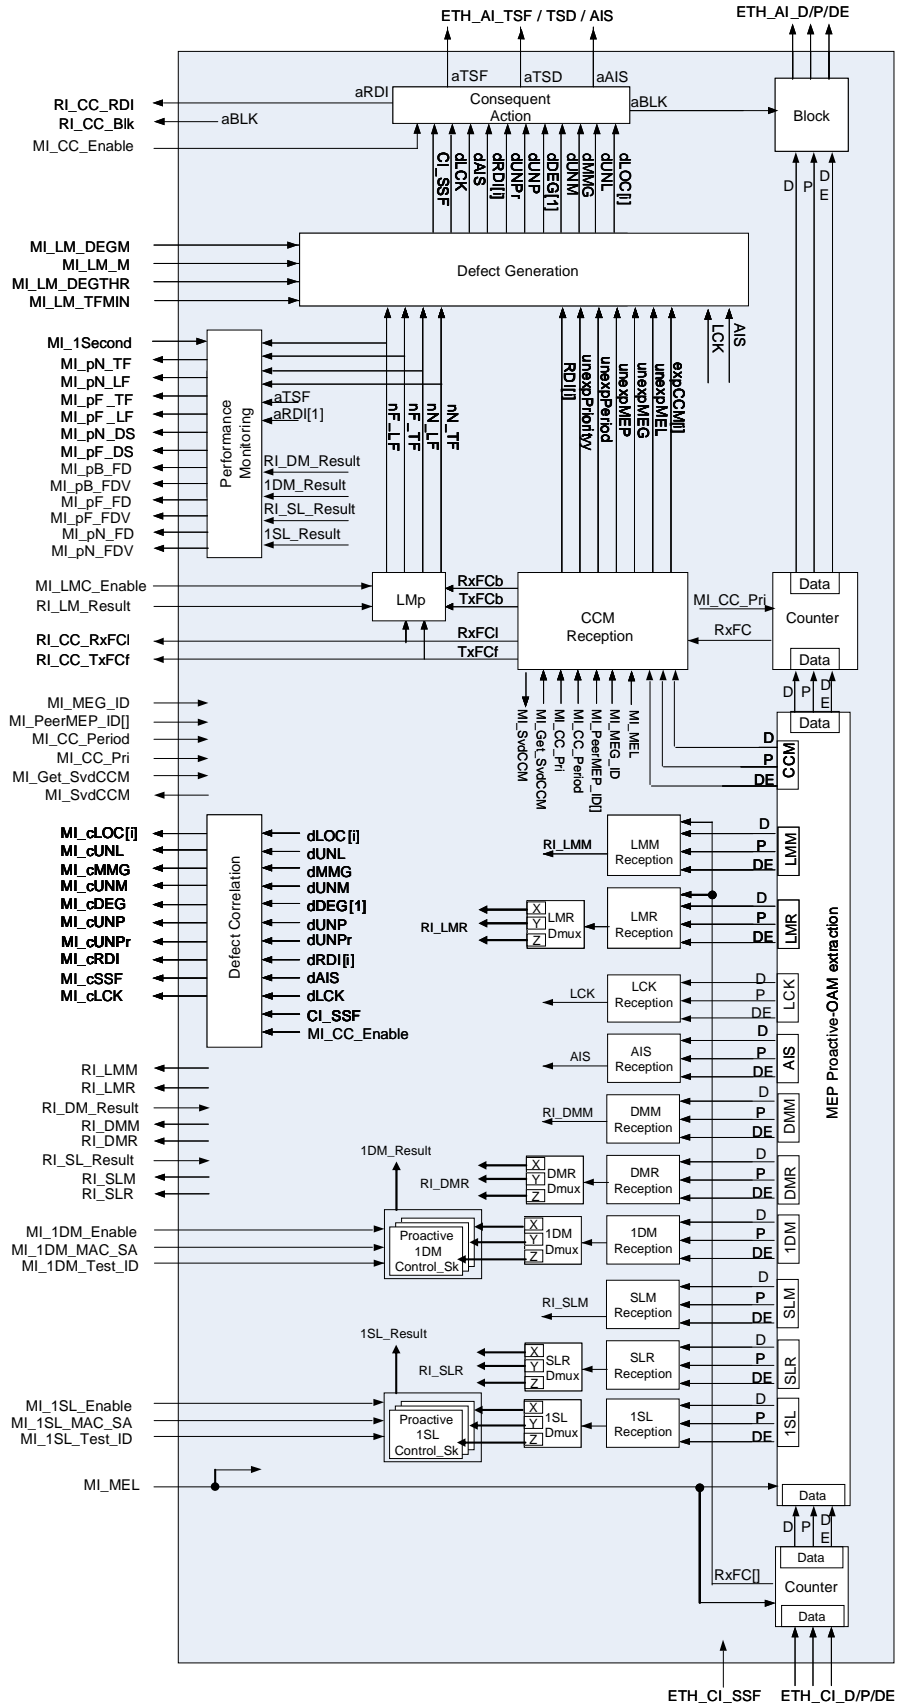 ETH_AI_TSF / TSD / AIS
ETH_AI_D/P/DE
aTSF
aTSD
aAIS
aRDI
Consequent
Action
aBLK
Block
RI_CC_RDI
RI_CC_Blk
aBLK
MI_CC_Enable
CI_SSF
dLCK
dAIS
dRDI[i]
dUNPr
dUNP
dDEG[1]
dUNM
dMMG
dUNL
dLOC[i]
D
P
D
E
MI_LM_DEGM
MI_LM_M
MI_LM_DEGTHR
MI_LM_TFMIN
Defect Generation
LCK
AIS
MI_1Second
MI_pN_TF
MI_pN_LF
MI_pF_TF
MI_pF_LF
MI_pN_DS
MI_pF_DS
MI_pB_FD
MI_pB_FDV
MI_pF_FD
MI_pF_FDV
MI_pN_FD
MI_pN_FDV
Performance
Monitoring
aTSF
aRDI[1]
RI_DM_Result
1DM_Result
RI_SL_Result
1SL_Result
nF_LF
nF_TF
nN_LF
nN_TF
RDI[i]
unexpPriorityy
unexpPeriod
unexpMEP
unexpMEG
unexpMEL
expCCM[i]
MI_LMC_Enable
RI_LM_Result
LMp
RxFCb
TxFCb
CCM
Reception
MI_CC_Pri
RxFC
Data
Counter
Data
RI_CC_RxFCl
RI_CC_TxFCf
RxFCl
TxFCf
D
P
D
E
MI_MEG_ID
MI_PeerMEP_ID[]
MI_CC_Period
MI_CC_Pri
MI_Get_SvdCCM
MI_SvdCCM
MI_SvdCCM
MI_Get_SvdCCM
MI_CC_Pri
MI_CC_Period
MI_PeerMEP_ID[]
MI_MEG_ID
MI_MEL
Data
D
P
DE
CCM
MEP Proactive-OAM extraction
MI_cLOC[i]
MI_cUNL
MI_cMMG
MI_cUNM
MI_cDEG
MI_cUNP
MI_cUNPr
MI_cRDI
MI_cSSF
MI_cLCK
Defect Correlation
dLOC[i]
dUNL
dMMG
dUNM
dDEG[1]
dUNP
dUNPr
dRDI[i]
dAIS
dLCK
CI_SSF
MI_CC_Enable
RI_LMM
LMM
Reception
D
P
DE
LMM
RI_LMR
X
Y
Z
LMR
Dmux
LMR
Reception
D
P
DE
LMR
LCK
LCK
Reception
D
P
DE
LCK
AIS
AIS
Reception
D
P
DE
AIS
RI_LMM
RI_LMR
RI_DM_Result
RI_DMM
RI_DMR
RI_SL_Result
RI_SLM
RI_SLR
RI_DMM
DMM
Reception
D
P
DE
DMM
1DM_Result
RI_DMR
X
Y
Z
DMR
Dmux
DMR
Reception
D
P
DE
DMR
MI_1DM_Enable
MI_1DM_MAC_SA
MI_1DM_Test_ID
Proactive
1DM
Control_Sk
X
Y
Z
1DM
Dmux
1DM
Reception
D
P
DE
1DM
RI_SLM
SLM
Reception
D
P
DE
SLM
1SL_Result
RI_SLR
X
Y
Z
SLR
Dmux
SLR
Reception
D
P
DE
SLR
MI_1SL_Enable
MI_1SL_MAC_SA
MI_1SL_Test_ID
Proactive
1SL
Control_Sk
X
Y
Z
1SL
Dmux
1SL
Reception
D
P
DE
1SL
MI_MEL
Data
D
P
D
E
RxFC[]
Data
Counter
Data
ETH_CI_SSF
ETH_CI_D/P/DE